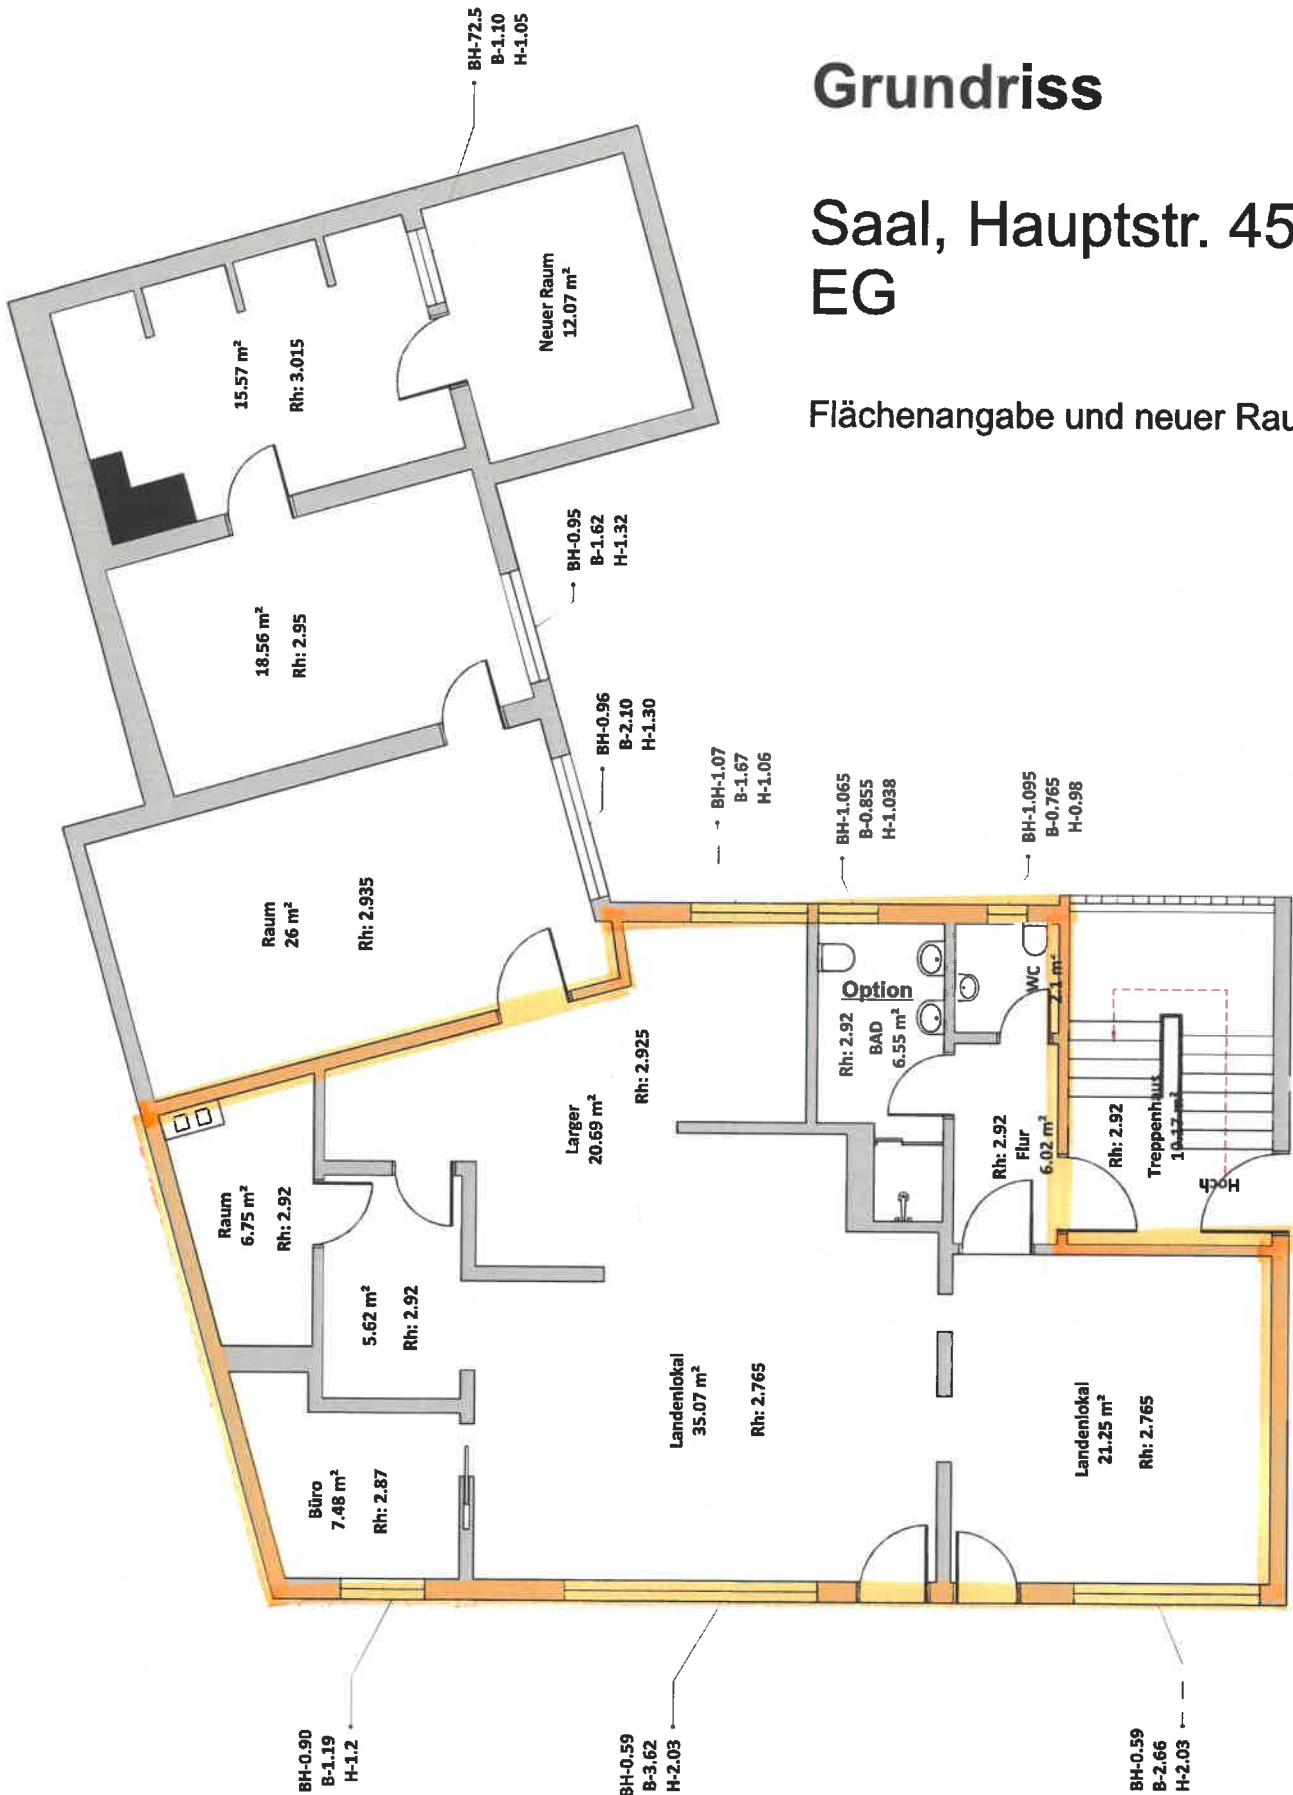 Grundriss
Saal, Hauptstr. 45
EG
Flächenangabe und neuer Rau
BH-72.5
B-1.10
H-1.05
15.57 m²
Rh: 3.015
Neuer Raum
12.07 m²
18.56 m²
Rh: 2.95
BH-0.95
B-1.62
H-1.32
BH-0.96
B-2.10
H-1.30
Raum
26 m²
Rh: 2.935
BH-1.07
B-1.67
H-1.06
BH-1.065
B-0.855
H-1.038
BH-1.095
B-0.765
H-0.98
Option
Rh: 2.92
BAD
6.55 m²
WC
2.1 m²
Larger
20.69 m²
Rh: 2.925
Raum
6.75 m²
Rh: 2.92
5.62 m²
Rh: 2.92
Rh: 2.92
Flur
6.02 m²
Rh: 2.92
Treppenhaus
19.17 m²
Hoch
Büro
7.48 m²
Rh: 2.87
Landenlokal
35.07 m²
Rh: 2.765
Landenlokal
21.25 m²
Rh: 2.765
BH-0.90
B-1.19
H-1.2
BH-0.59
B-3.62
H-2.03
BH-0.59
B-2.66
H-2.03